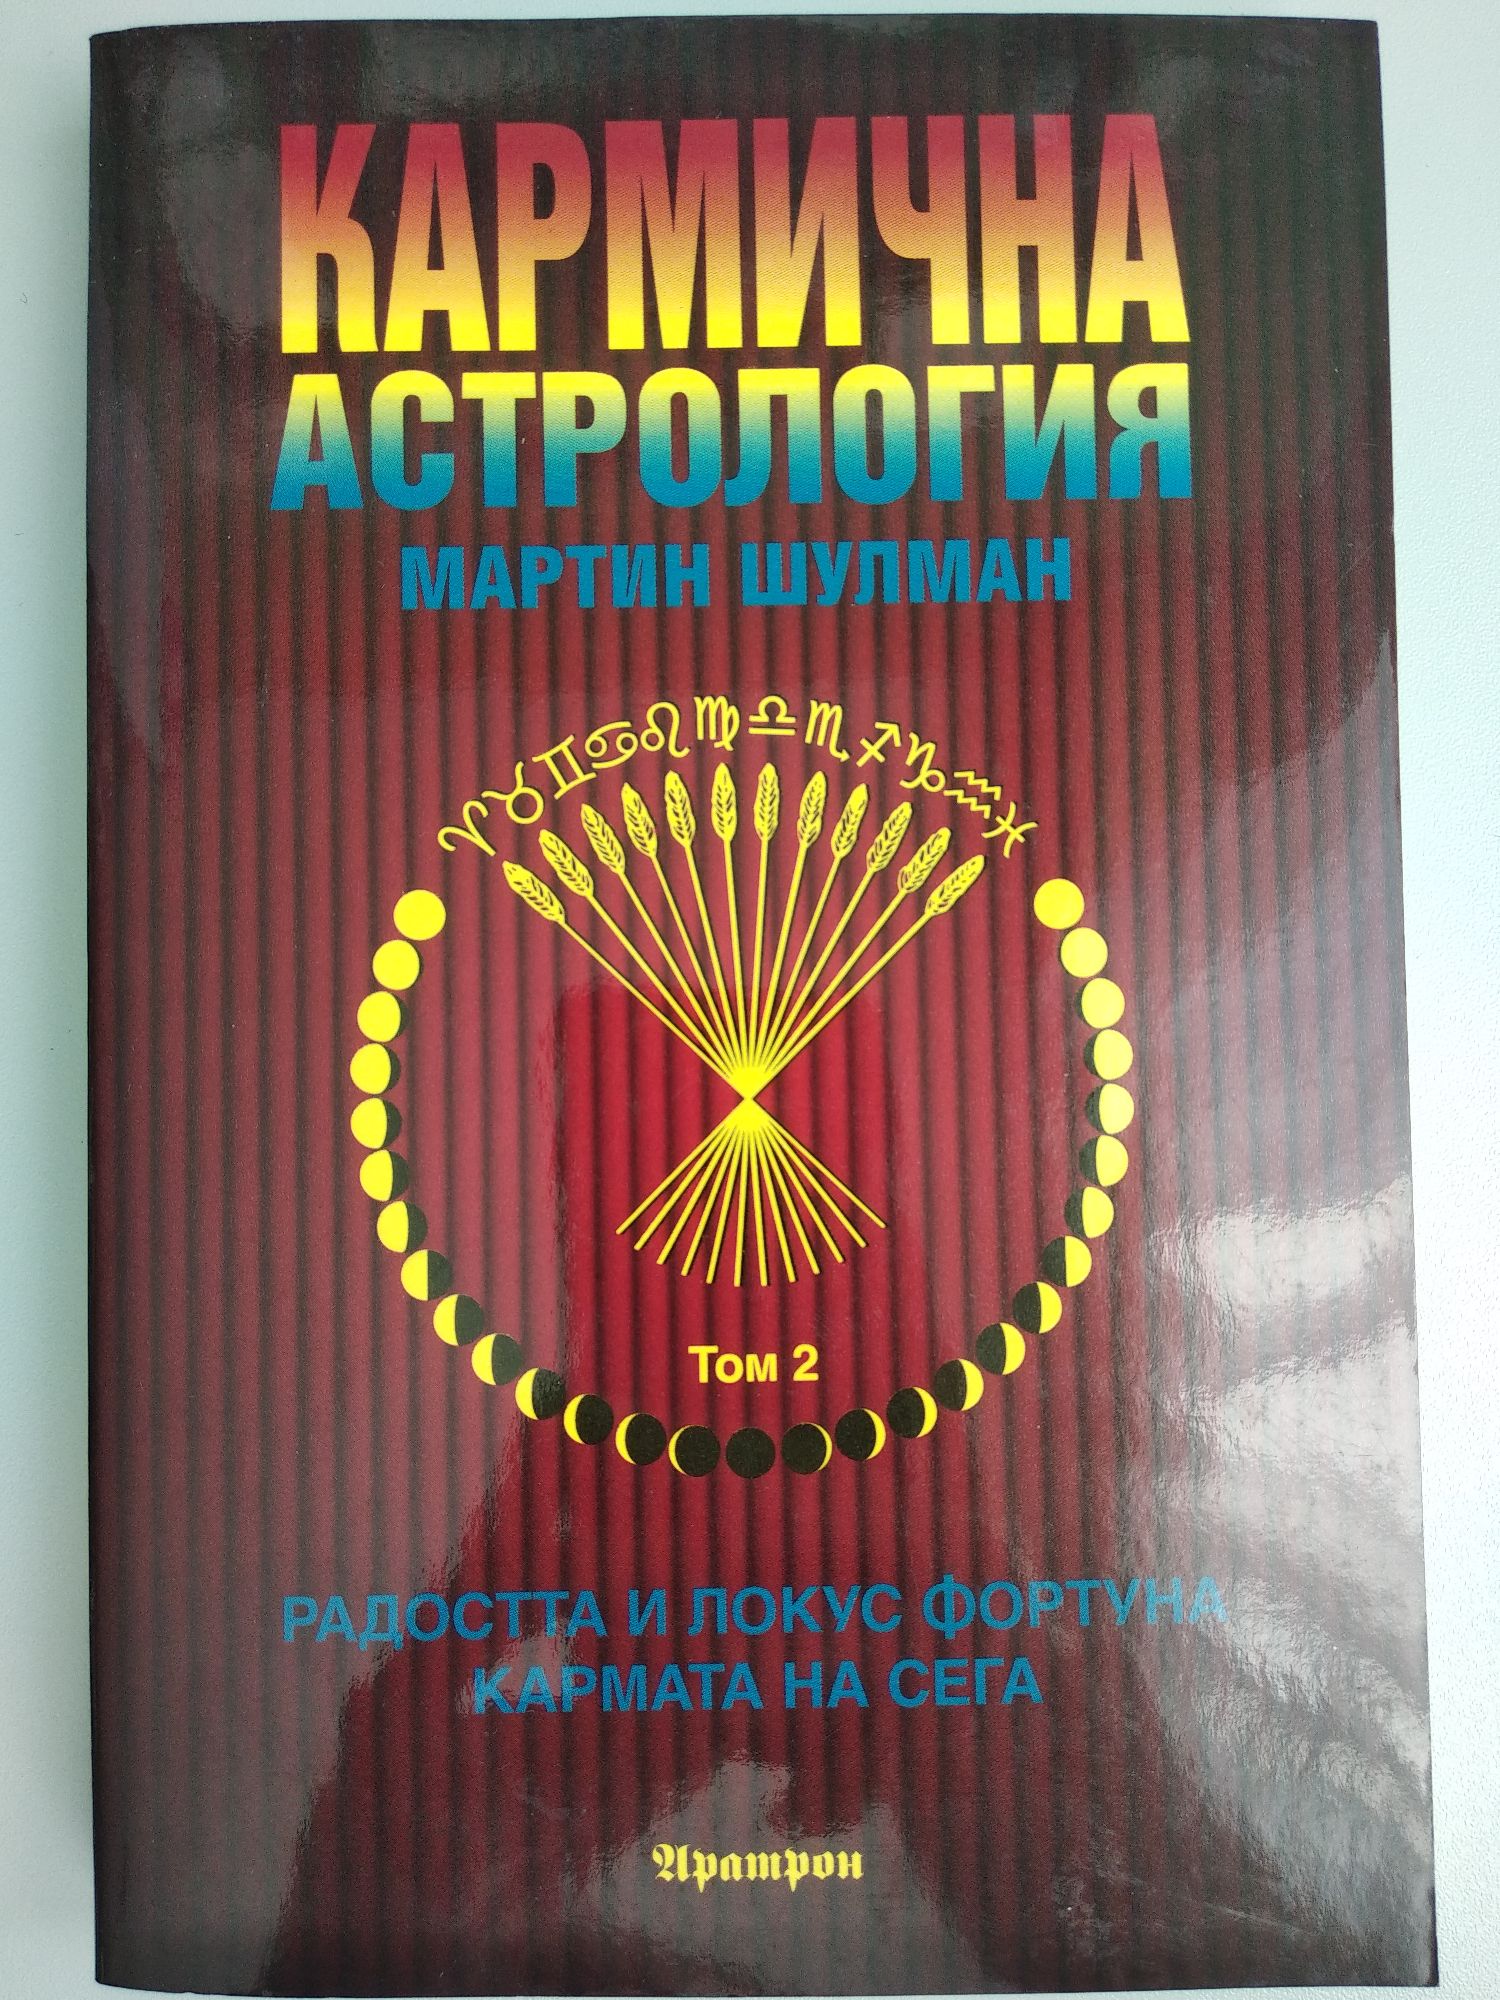 КАРМИЧНА
АСТРОЛОГИЯ
МАРТИН ШУЛМАН
♈♉♊♋♌♍♎♏♐♑♒♓
Том 2
РАДОСТТА И ЛОКУС ФОРТУНА
КАРМАТА НА СЕГА
Аратрон